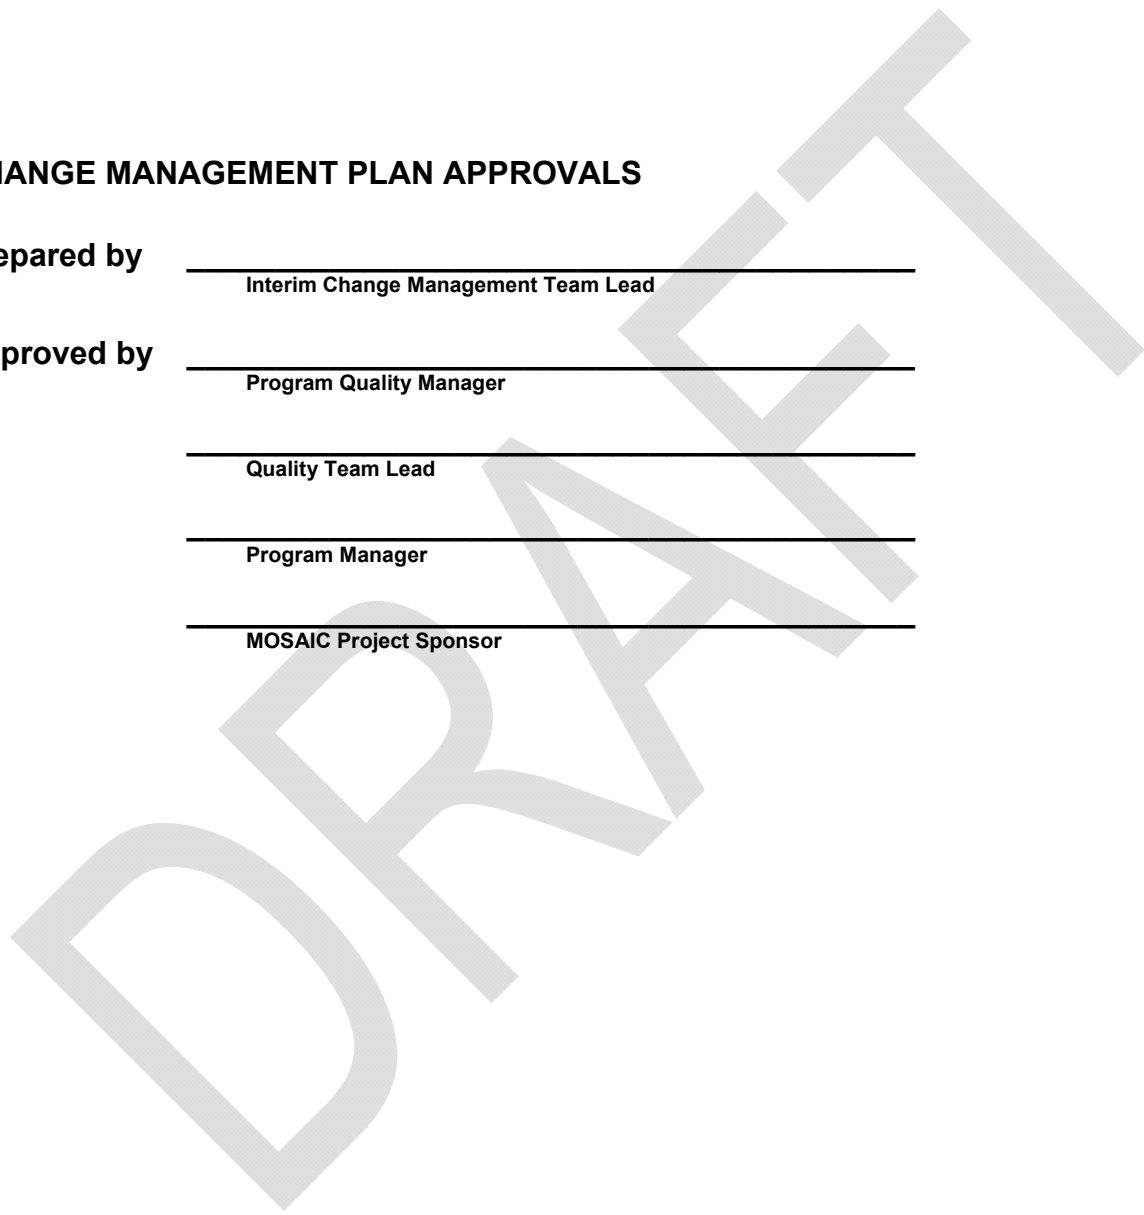 HANGE MANAGEMENT PLAN APPROVALS
epared by
Interim Change Management Team Lead
proved by
Program Quality Manager
Quality Team Lead
Program Manager
MOSAIC Project Sponsor
DRAFT